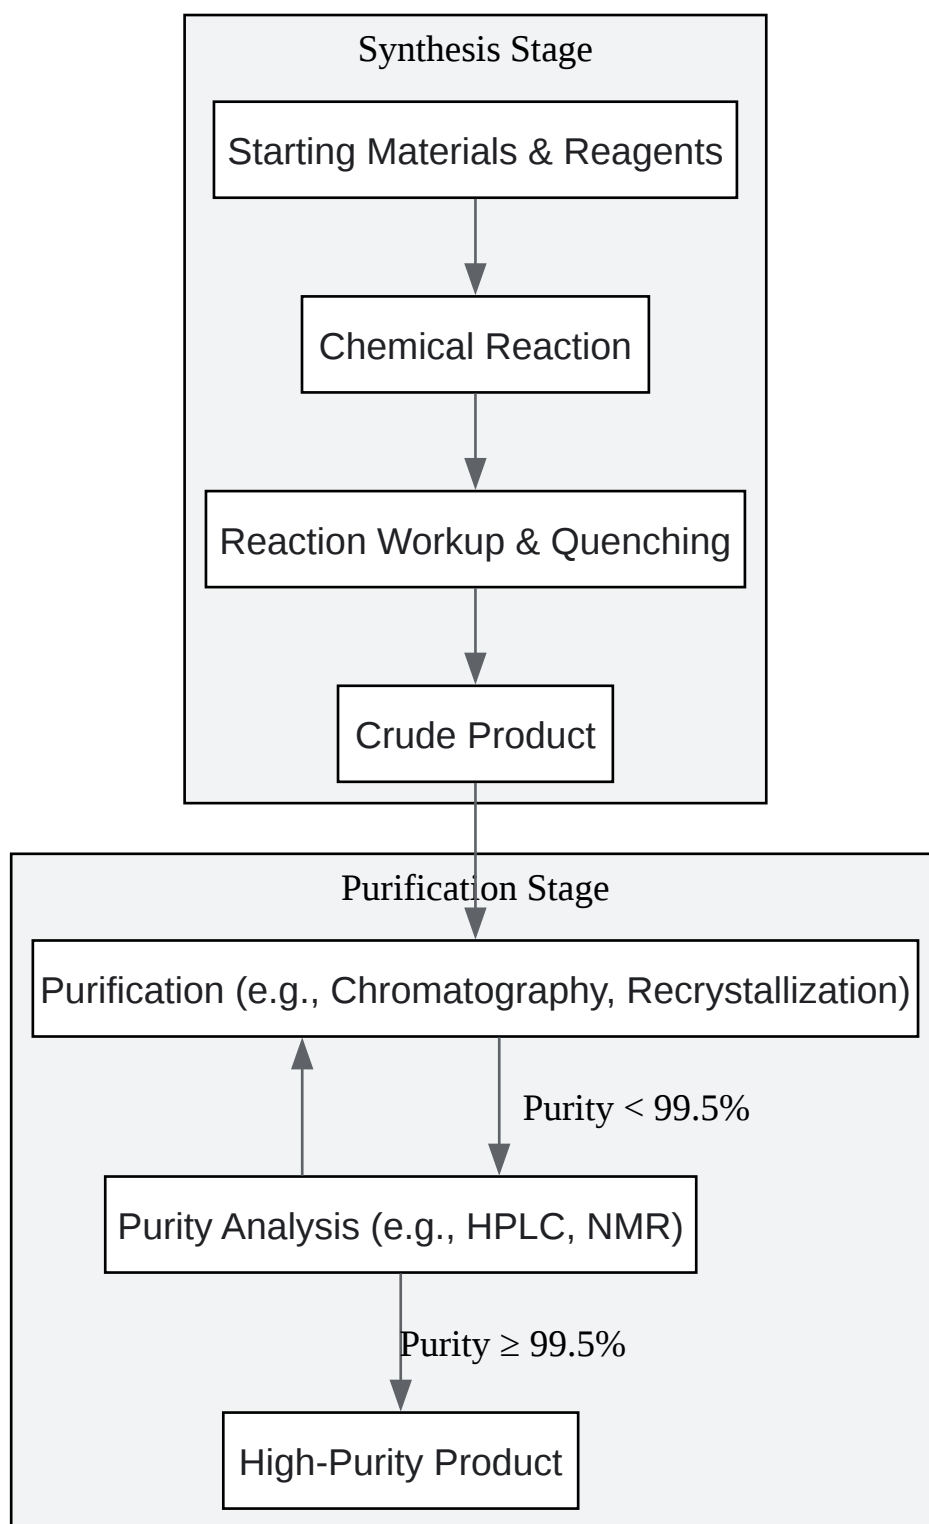 Synthesis Stage
Starting Materials & Reagents
Chemical Reaction
Reaction Workup & Quenching
Crude Product
Purification Stage
Purification (e.g., Chromatography, Recrystallization)
Purity < 99.5%
Purity Analysis (e.g., HPLC, NMR)
Purity ≥ 99.5%
High-Purity Product